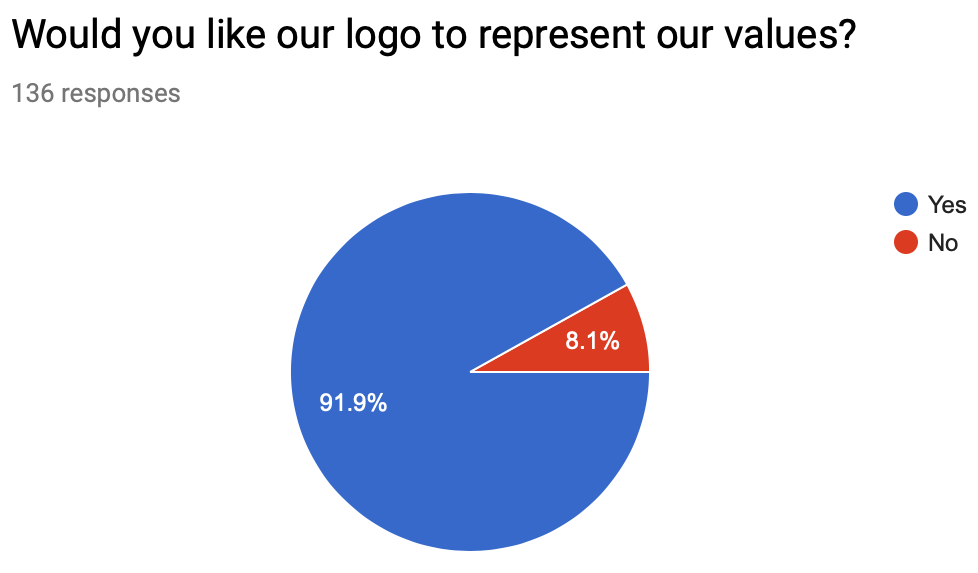 Would you like our logo to represent our values?
136 responses
Yes
No
8.1%
91.9%